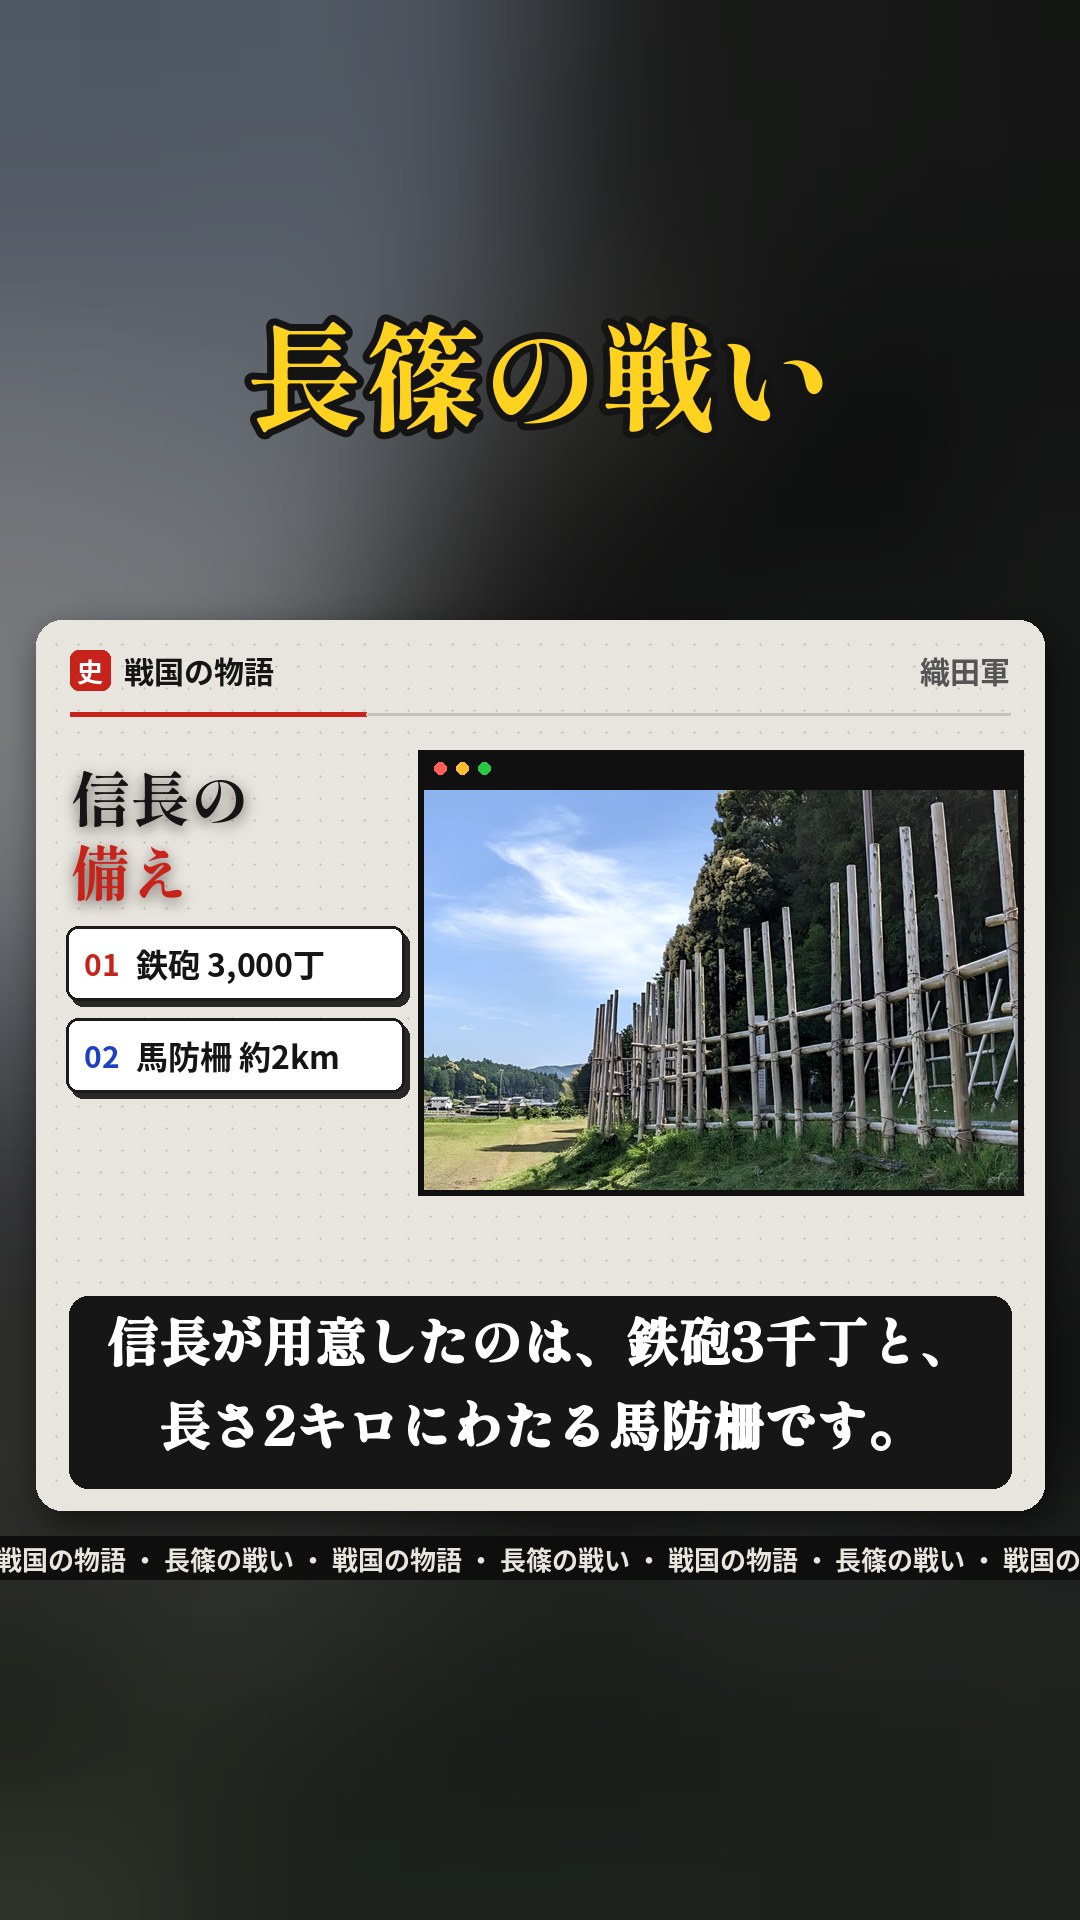 長篠の戦い
史 戦国の物語
織田軍
信長の
備え
01 鉄砲 3,000丁
02 馬防柵 約2km
信長が用意したのは、鉄砲3千丁と、
長さ2キロにわたる馬防柵です。
戦国の物語 ・ 長篠の戦い ・ 戦国の物語 ・ 長篠の戦い ・ 戦国の物語 ・ 長篠の戦い ・ 戦国の